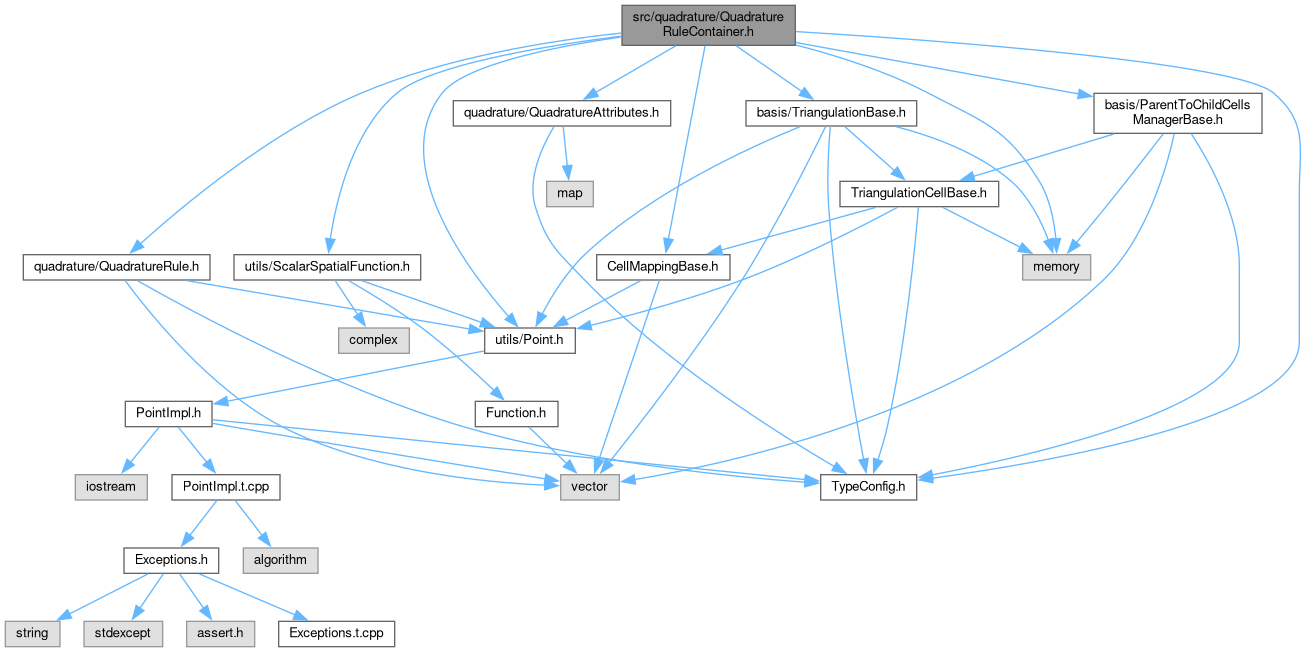 src/quadrature/Quadrature
RuleContainer.h
quadrature/QuadratureAttributes.h
basis/TriangulationBase.h
basis/ParentToChildCells
ManagerBase.h
map
TriangulationCellBase.h
quadrature/QuadratureRule.h
utils/ScalarSpatialFunction.h
CellMappingBase.h
memory
complex
utils/Point.h
PointImpl.h
Function.h
iostream
PointImpl.t.cpp
vector
TypeConfig.h
Exceptions.h
algorithm
string
stdexcept
assert.h
Exceptions.t.cpp